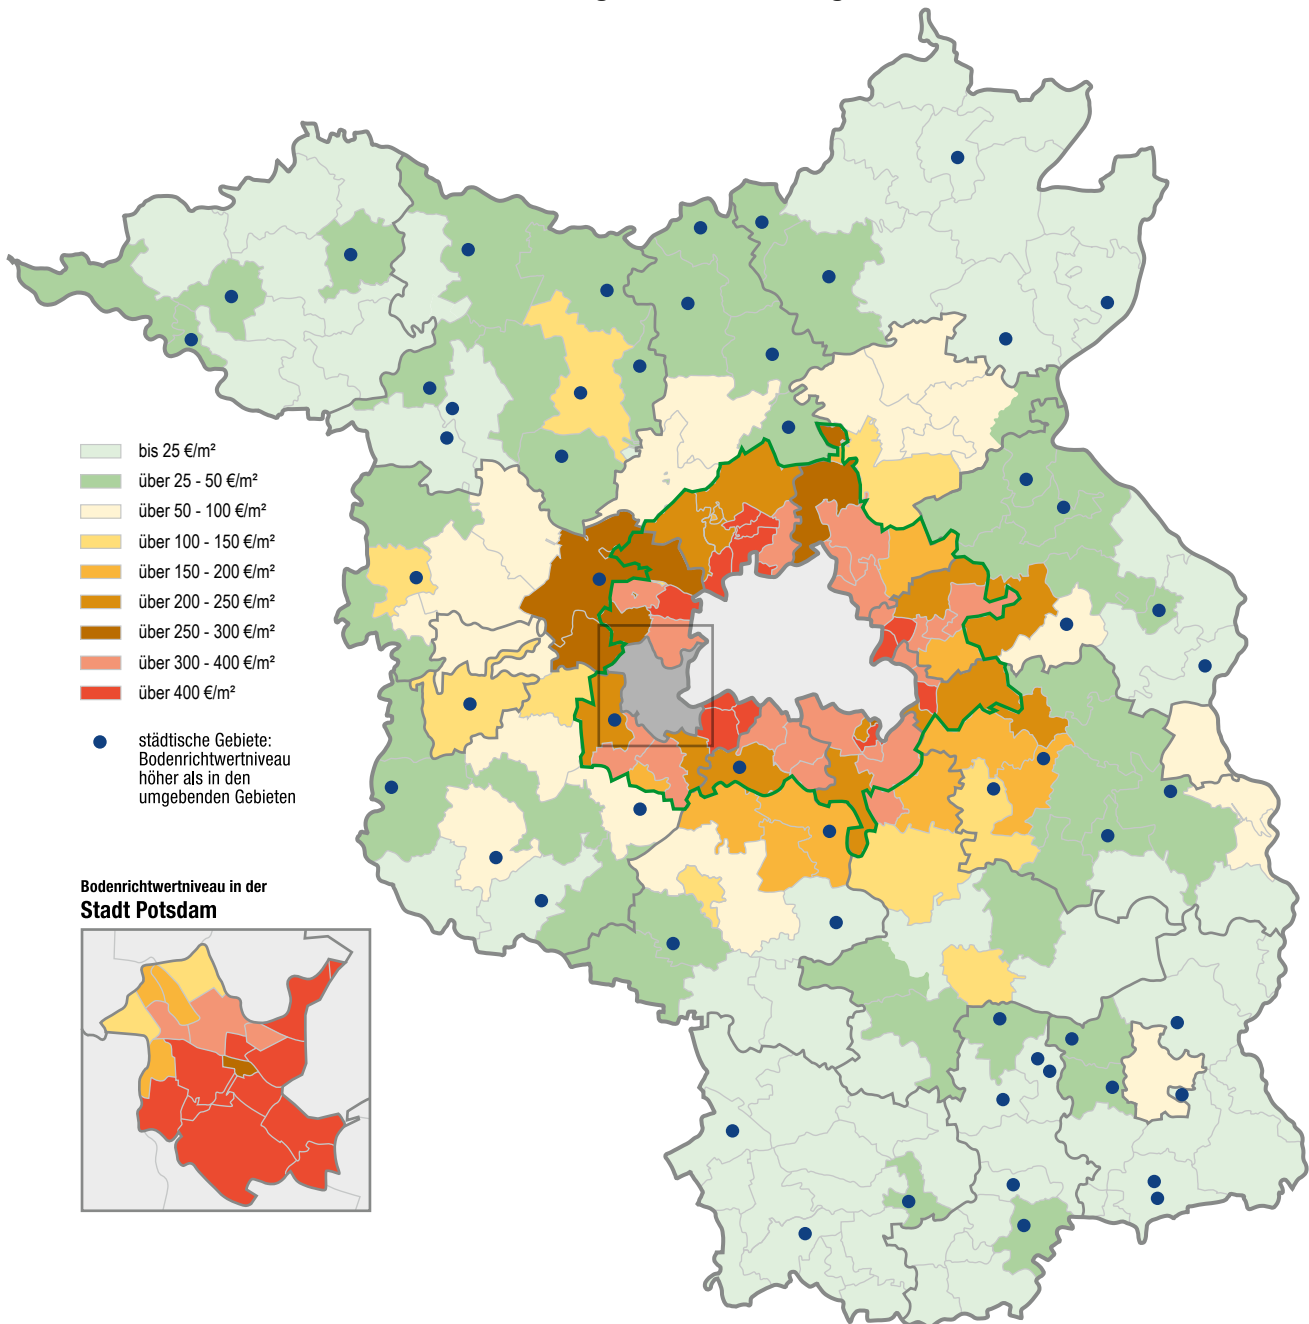 bis 25 €/m²
über 25 - 50 €/m²
über 50 - 100 €/m²
über 100 - 150 €/m²
über 150 - 200 €/m²
über 200 - 250 €/m²
über 250 - 300 €/m²
über 300 - 400 €/m²
über 400 €/m²
städtische Gebiete:
Bodenrichtwertniveau
höher als in den
umgebenden Gebieten
Bodenrichtwertniveau in der
Stadt Potsdam